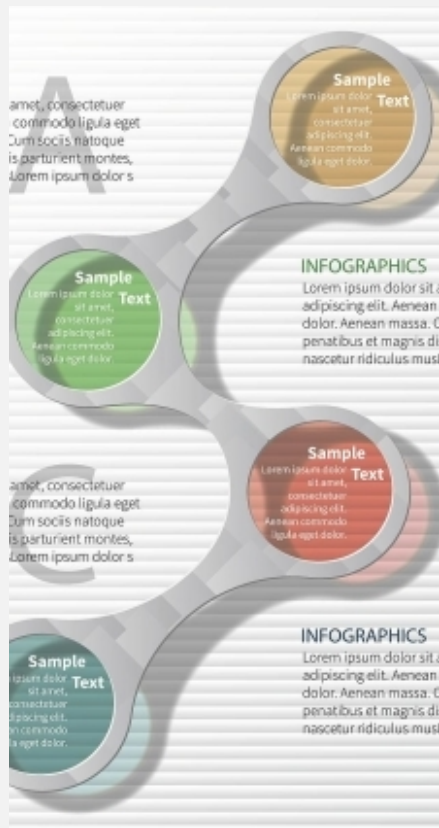 Sample
Text
Lorem ipsum dolor
sit amet,
consectetuer
adipiscing elit.
Aenean commodo
ligula eget dolor.
A
amet, consectetuer
commodo ligula eget
Cum sociis natoque
is parturient montes,
Lorem ipsum dolor s
Sample
Text
Lorem ipsum dolor
sit amet,
consectetuer
adipiscing elit.
Aenean commodo
ligula eget dolor.
INFOGRAPHICS
Lorem ipsum dolor sit a
adipiscing elit. Aenean
dolor. Aenean massa. C
penatibus et magnis di
nascetur ridiculus mus
Sample
Text
Lorem ipsum dolor
sit amet,
consectetuer
adipiscing elit.
Aenean commodo
ligula eget dolor.
C
amet, consectetuer
commodo ligula eget
Cum sociis natoque
is parturient montes,
Lorem ipsum dolor s
INFOGRAPHICS
Lorem ipsum dolor sit a
adipiscing elit. Aenean
dolor. Aenean massa. C
penatibus et magnis di
nascetur ridiculus mus
Sample
Text
ipsum dolor
sit amet,
consectetuer
dipiscing elit.
an commodo
la eget dolor.